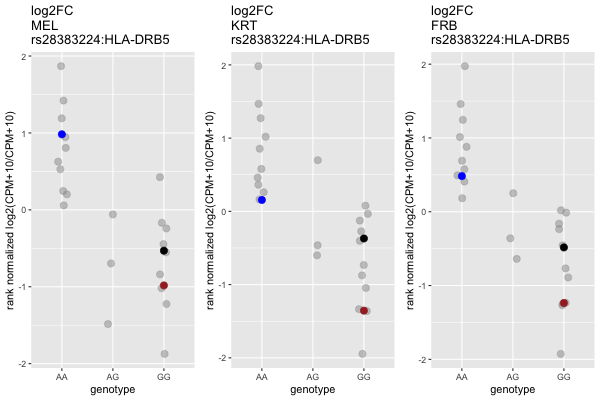 log2FC
MEL
rs28383224:HLA-DRB5
rank normalized log2(CPM+10/CPM+10)
2
1
0
-1
-2
AA
AG
GG
genotype
log2FC
KRT
rs28383224:HLA-DRB5
rank normalized log2(CPM+10/CPM+10)
2
1
0
-1
-2
AA
AG
GG
genotype
log2FC
FRB
rs28383224:HLA-DRB5
rank normalized log2(CPM+10/CPM+10)
2
1
0
-1
-2
AA
AG
GG
genotype